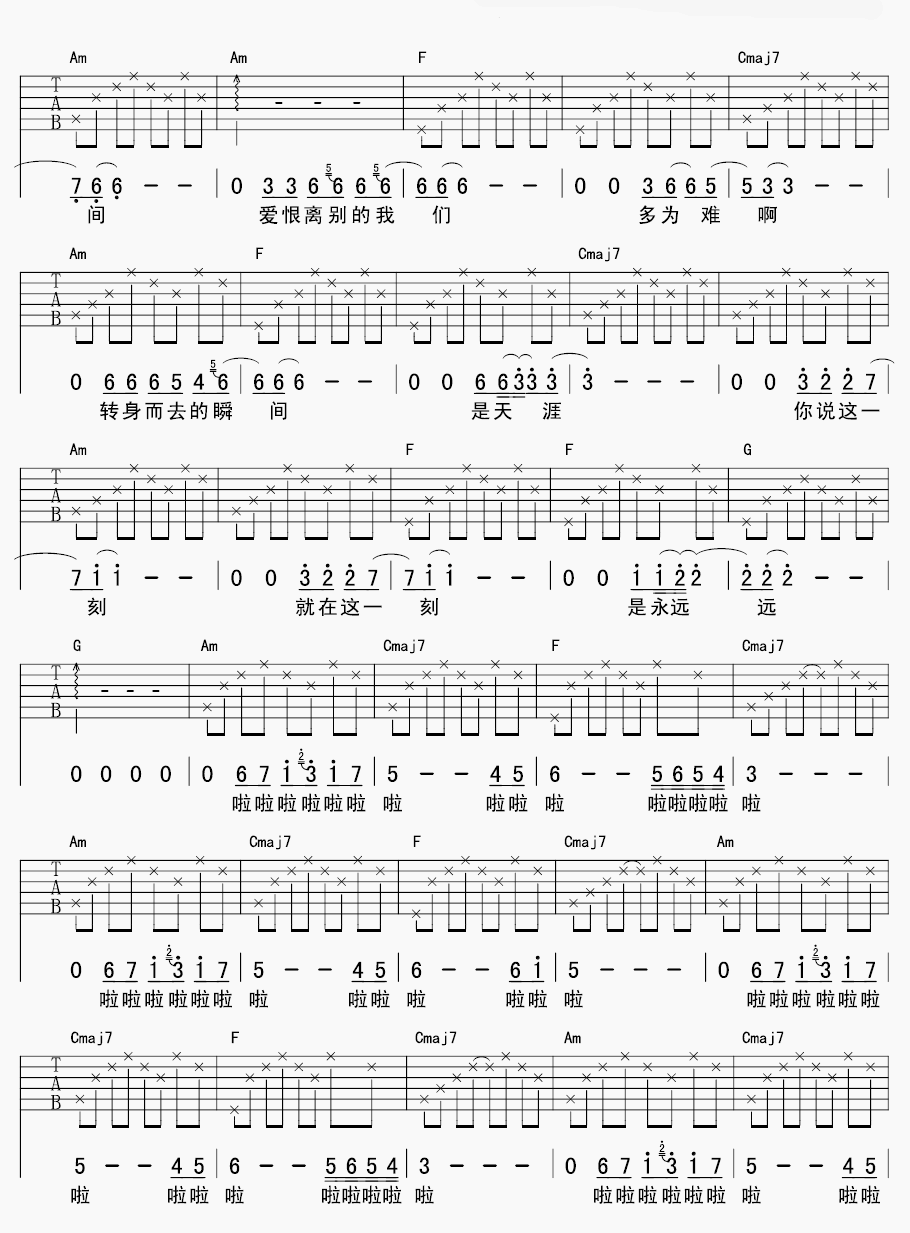 Am Am F Cmaj7
T A B
7 6 6 - - | 0 3 3 6 5 6 6 5 6 | 6 6 6 - - | 0 0 3 6 6 5 | 5 3 3 - -
间 爱恨离别的我 们 多为 难 啊
Am F Cmaj7
T A B
0 6 6 6 5 4 5 6 | 6 6 6 - - | 0 0 6 6 3 3 3 | 3 - - - | 0 0 3 2 2 7
转身而去的瞬 间 是天 涯 你说这一
Am F F G
T A B
7 1 1 - - | 0 0 3 2 2 7 | 7 1 1 - - | 0 0 1 1 2 2 | 2 2 2 - -
刻 就在这一 刻 是永远 远
G Am Cmaj7 F Cmaj7
T A B
0 0 0 0 | 0 6 7 1 2 3 1 7 | 5 - - 4 5 | 6 - - 5 6 5 4 | 3 - - -
啦啦啦啦啦啦 啦 啦啦 啦 啦啦啦啦 啦
Am Cmaj7 F Cmaj7 Am
T A B
0 6 7 1 2 3 1 7 | 5 - - 4 5 | 6 - - 6 1 | 5 - - - | 0 6 7 1 2 3 1 7
啦啦啦啦啦啦 啦 啦啦 啦 啦啦 啦 啦啦啦啦啦啦
Cmaj7 F Cmaj7 Am Cmaj7
T A B
5 - - 4 5 | 6 - - 5 6 5 4 | 3 - - - | 0 6 7 1 2 3 1 7 | 5 - - 4 5
啦 啦啦 啦 啦啦啦啦 啦 啦啦啦啦啦啦 啦 啦啦